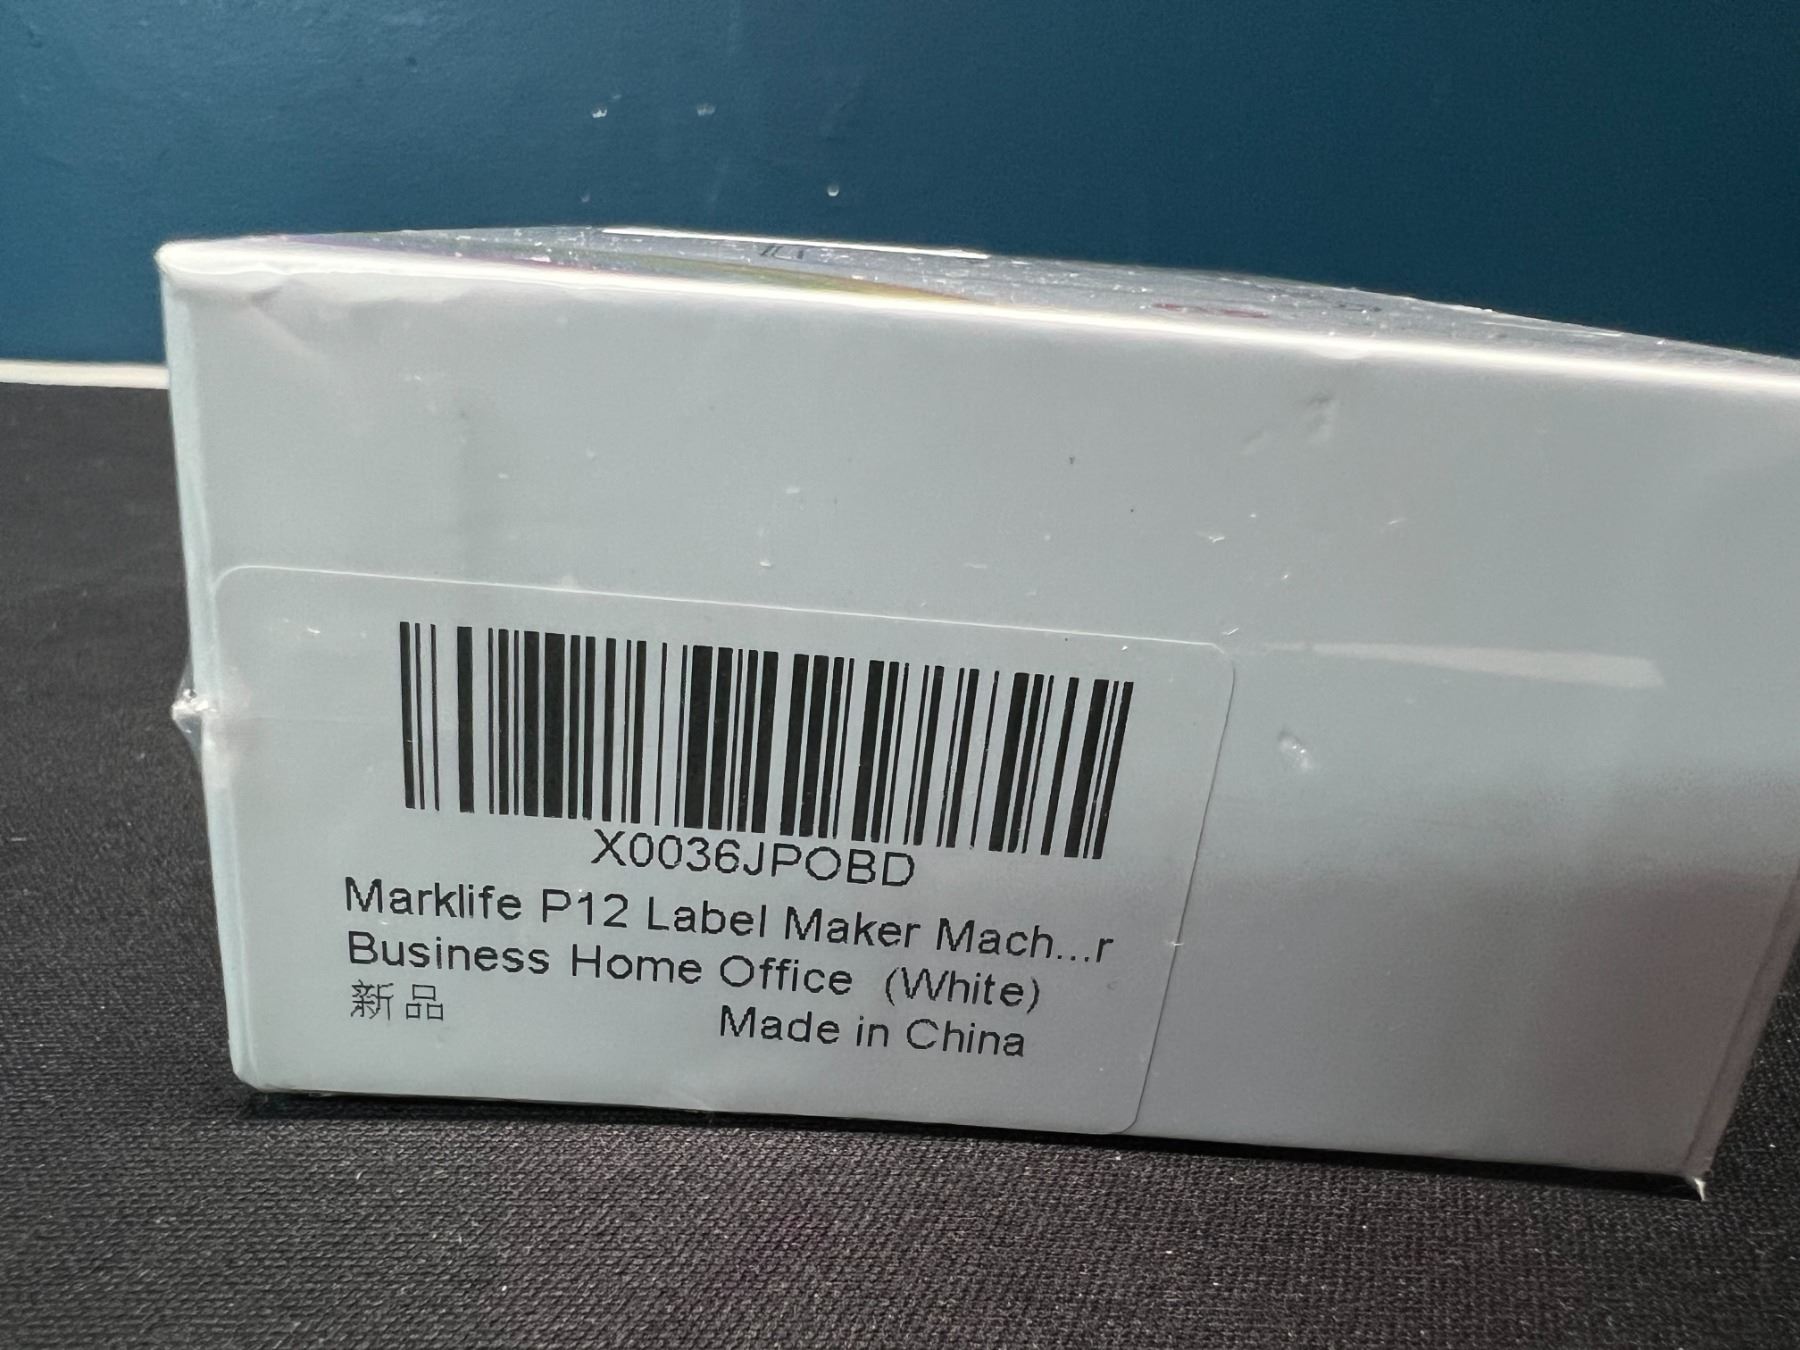 X0036JPOBD
Marklife P12 Label Maker Mach...r
Business Home Office (White)
新品
Made in China